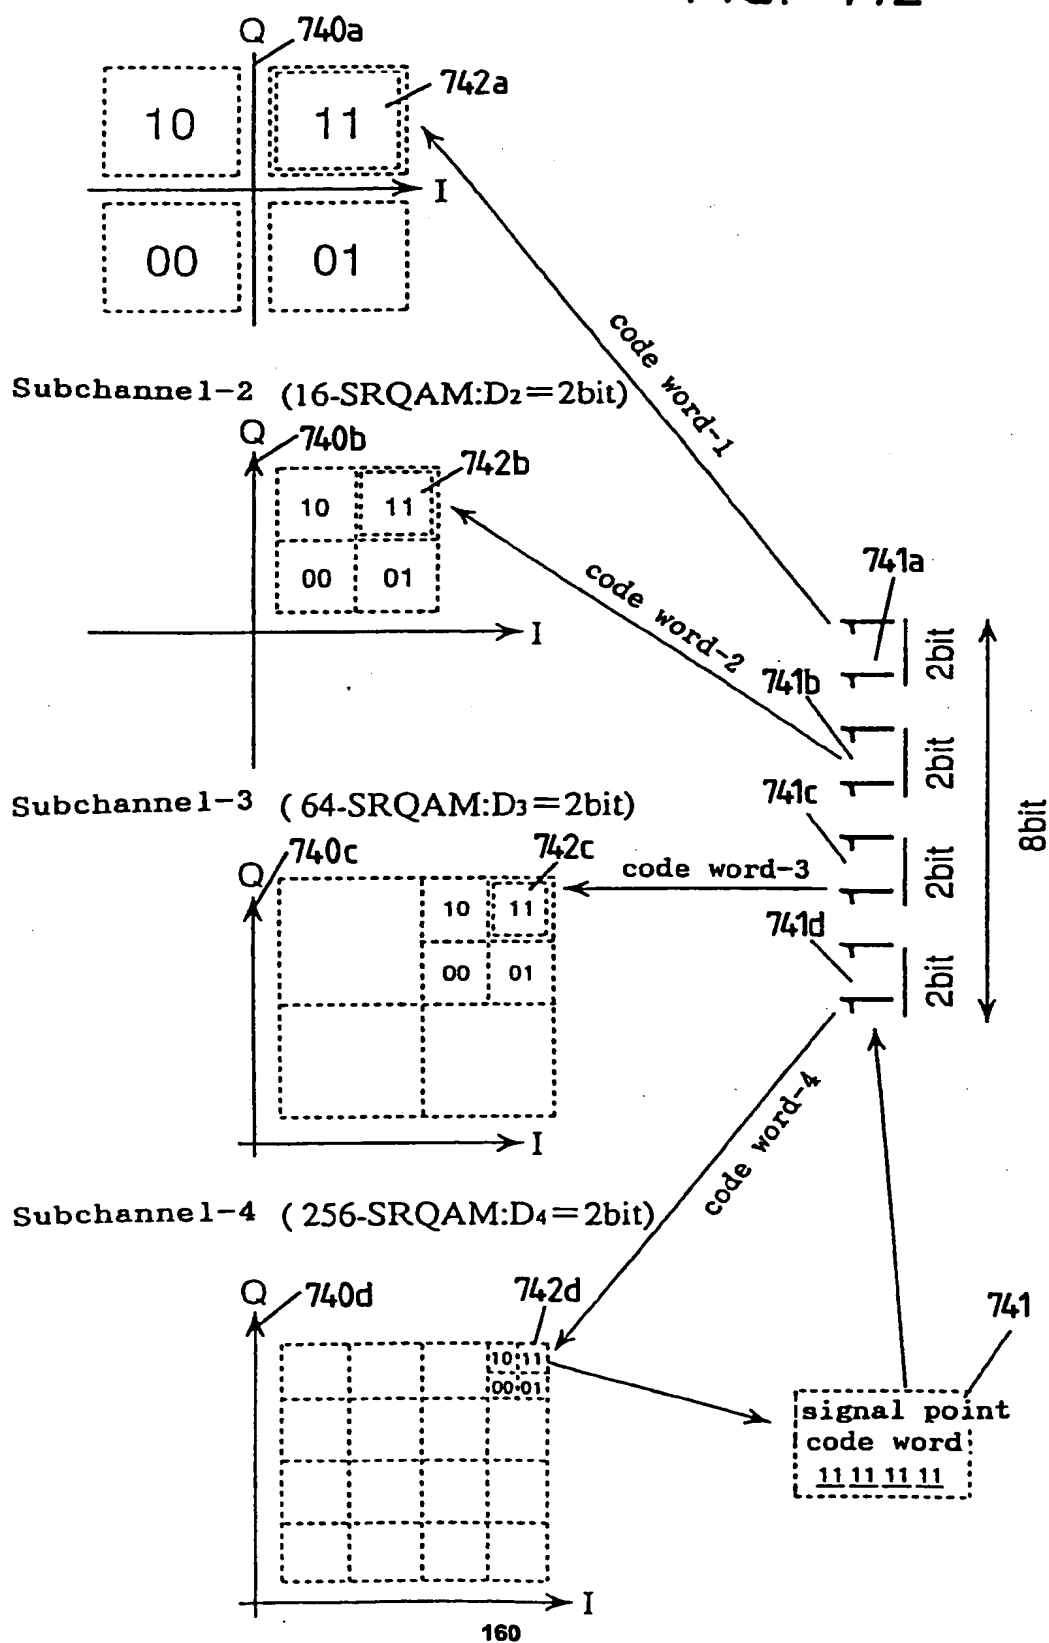 Q 740a
742a
10 11
I
00 01
code word-1
Subchannel-2 (16-SRQAM:D2=2bit)
Q 740b
742b
10 11
00 01
I
code word-2
741a
2bit
741b
2bit
741c
2bit
741d
2bit
8bit
Subchannel-3 (64-SRQAM:D3=2bit)
Q 740c
742c
10 11
00 01
I
code word-3
code word-4
Subchannel-4 (256-SRQAM:D4=2bit)
Q 740d
742d
10 11
00 01
I
741
signal point
code word
11 11 11 11
160